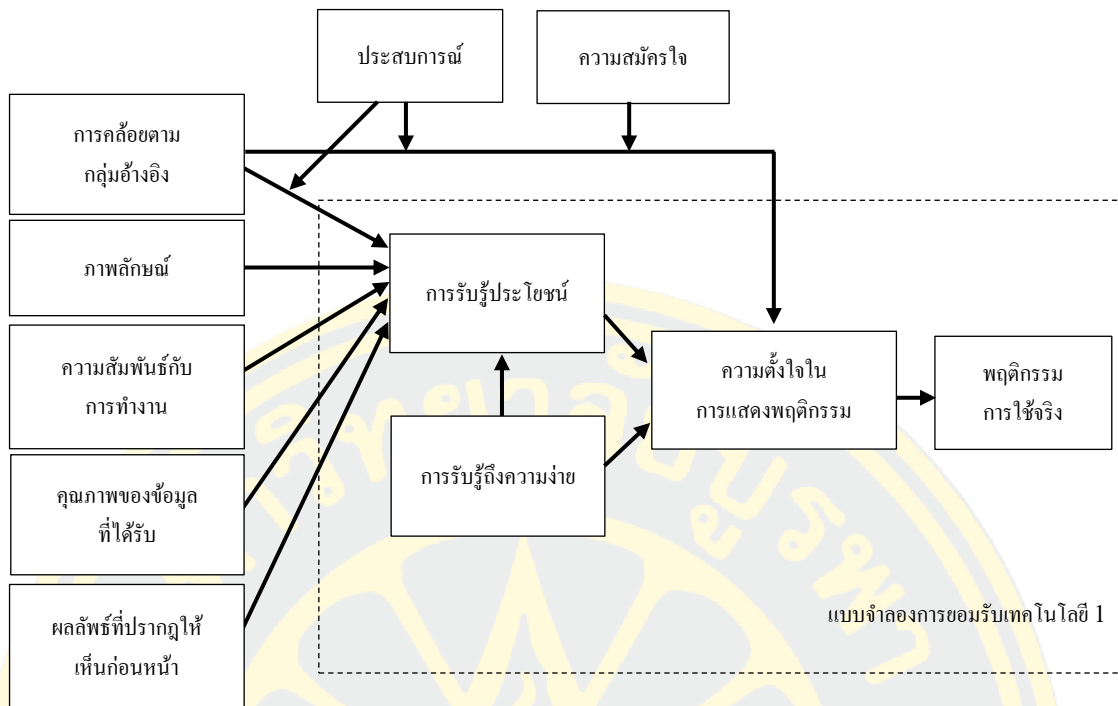 ประสบการณ์
ความสมัครใจ
การคล้อยตาม
กลุ่มอ้างอิง
ภาพลักษณ์
การรับรู้ประโยชน์
ความสัมพันธ์กับ
การทำงาน
ความตั้งใจใน
การแสดงพฤติกรรม
พฤติกรรม
การใช้จริง
การรับรู้ถึงความง่าย
คุณภาพของข้อมูล
ที่ได้รับ
ผลลัพธ์ที่ปรากฎให้
เห็นก่อนหน้า
แบบจำลองการยอมรับเทคโนโลยี 1